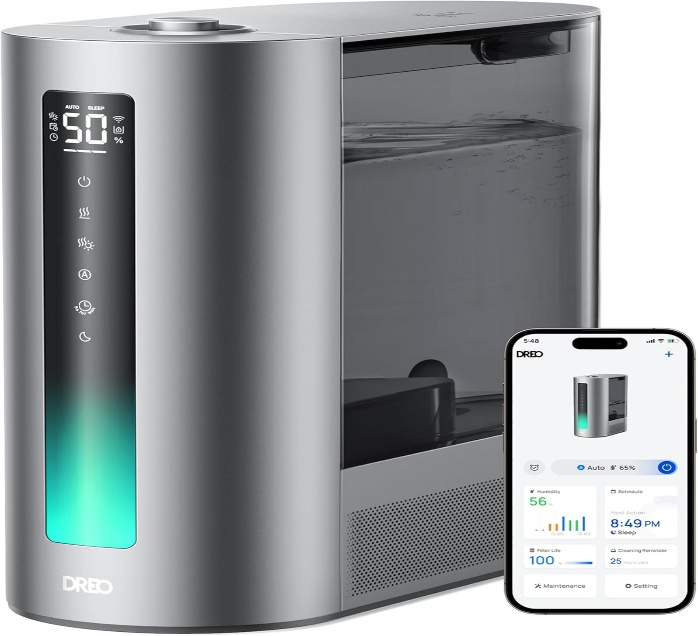 AUTO SLEEP
50
%
DREO
5:48
DREO
+
Auto 65%
Humidity
56
Schedule
Next Action
8:49 PM
Sleep
Filter Life
100
Cleaning Reminder
25
Maintenance
Setting